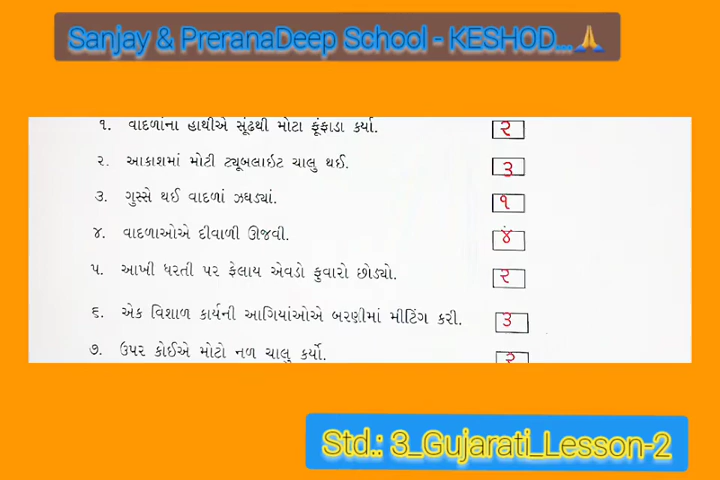 Sanjay & PreranaDeep School - KESHOD...🙏
૧. વાદળાંના હાથીએ સૂંઢથી મોટા ફૂંફાડા કર્યા. ૨
૨. આકાશમાં મોટી ટ્યૂબલાઇટ ચાલુ થઈ. ૩
૩. ગુસ્સે થઈ વાદળાં ઝઘડ્યાં. ૧
૪. વાદળાઓએ દીવાળી ઊજવી. ૪
૫. આખી ધરતી પર ફેલાય એવડો ફુવારો છોડ્યો. ૨
૬. એક વિશાળ કાર્યની આગિયાંઓએ બરણીમાં મીટિંગ કરી. ૩
૭. ઉપર કોઈએ મોટો નળ ચાલુ કર્યો. ૨
Std.: 3_Gujarati_Lesson-2